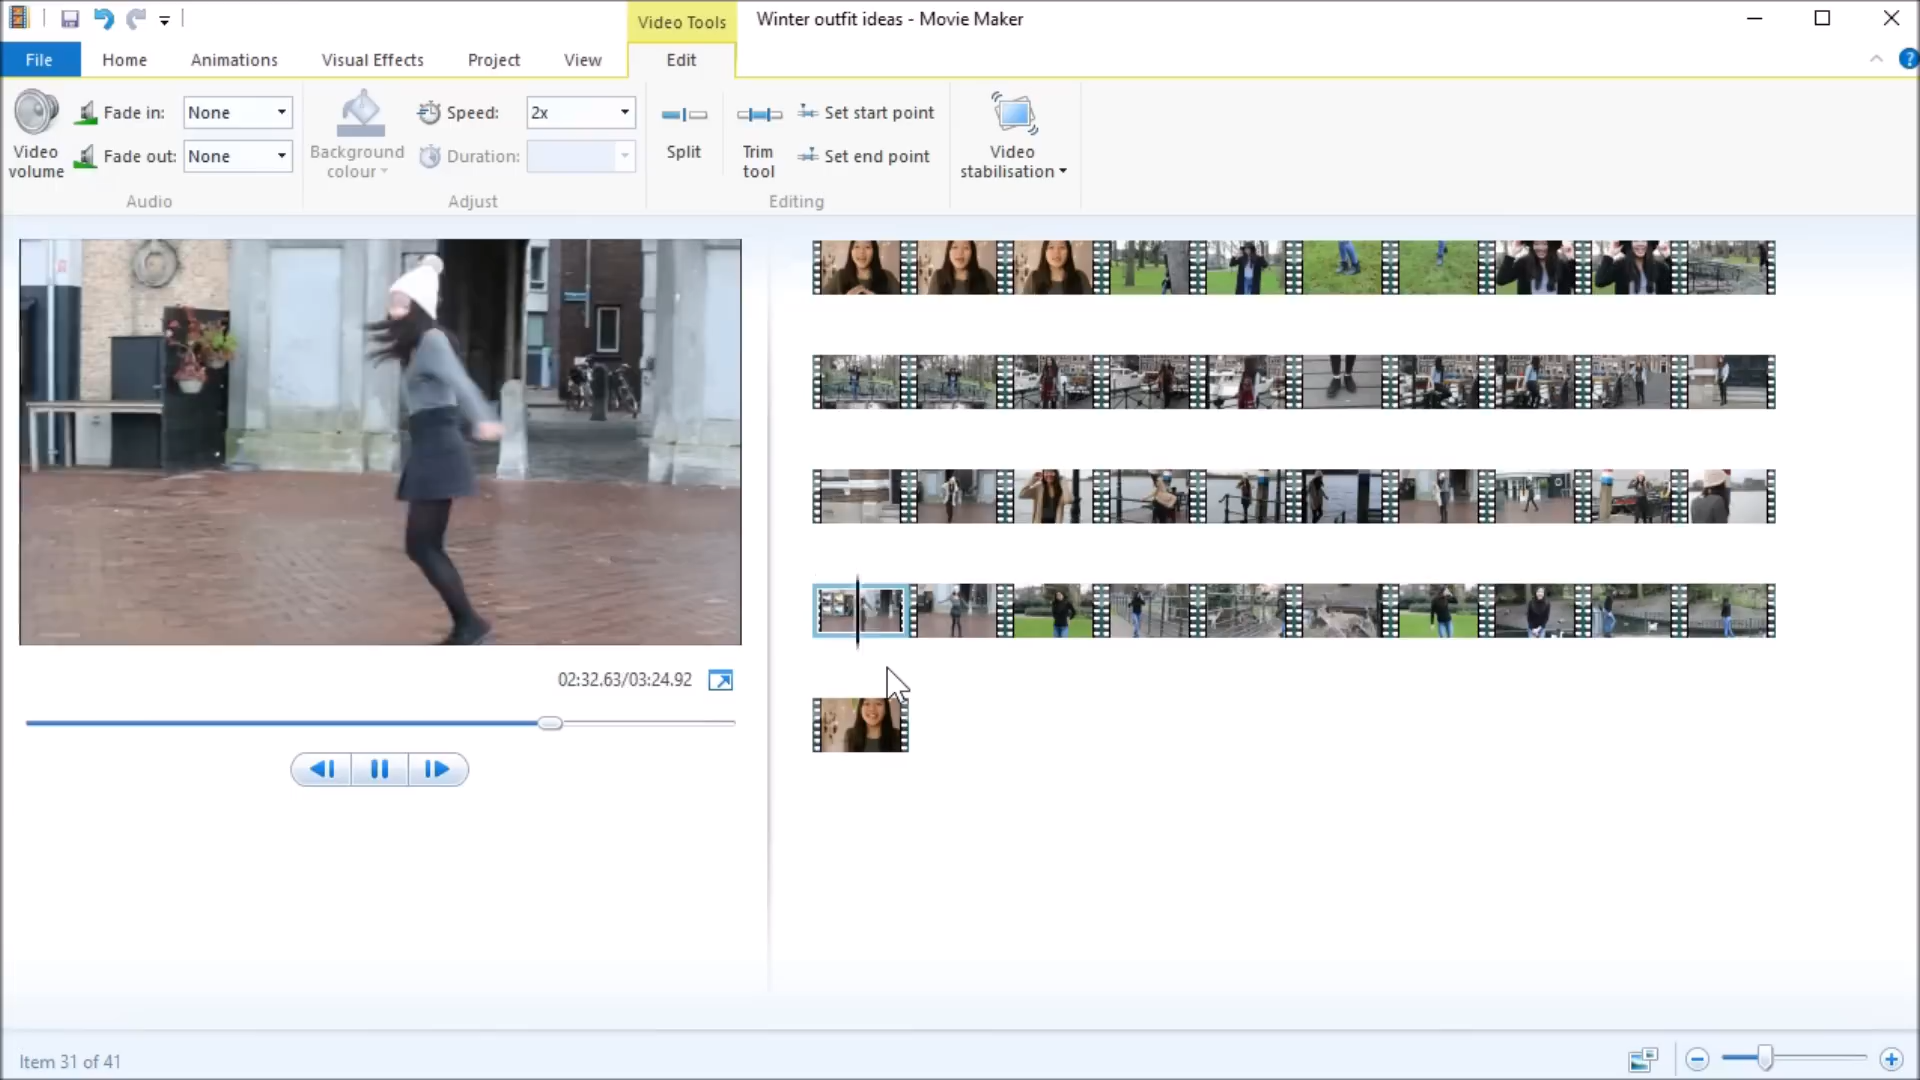 Video Tools
Winter outfit ideas - Movie Maker
File
Home
Animations
Visual Effects
Project
View
Edit
?
Video volume
Fade in:
None
Fade out:
None
Audio
Background colour
Speed:
2x
Duration:
Adjust
Split
Trim tool
Set start point
Set end point
Editing
Video stabilisation
02:32.63/03:24.92
Item 31 of 41